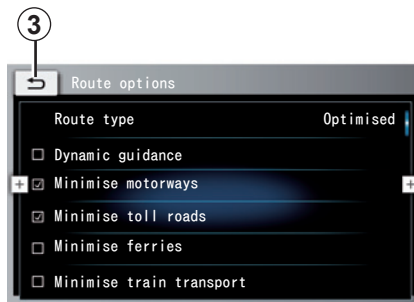 3
Route options
Route type Optimised
Dynamic guidance
Minimise motorways
Minimise toll roads
Minimise ferries
Minimise train transport